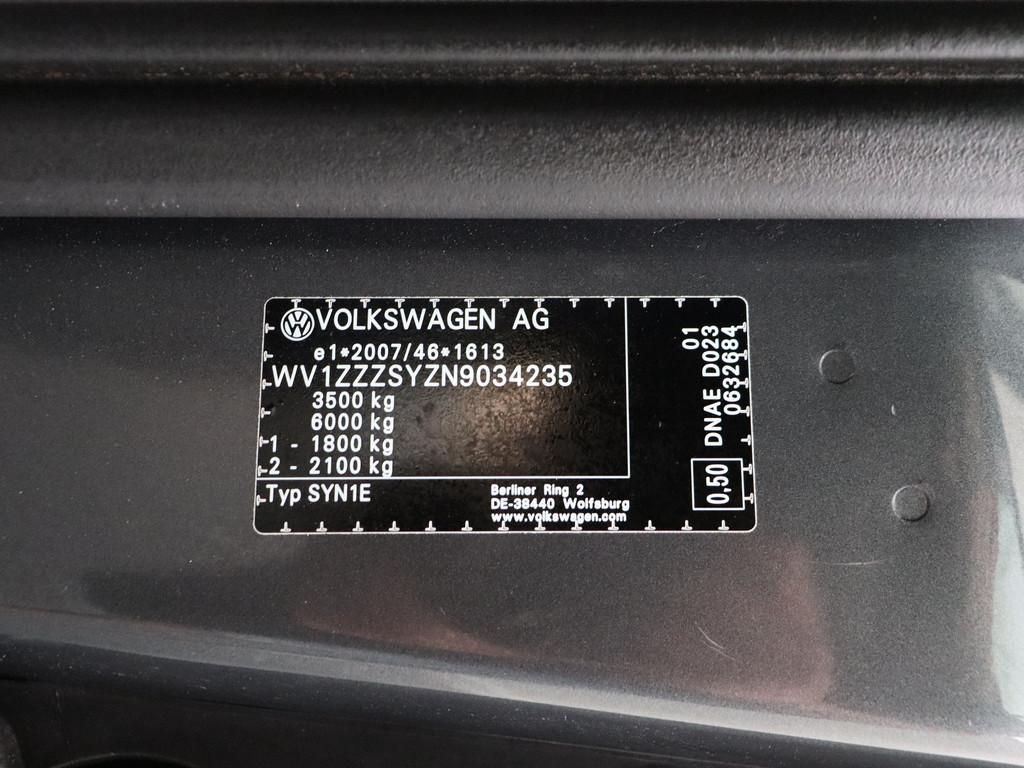 VOLKSWAGEN AG
e1*2007/46*1613
WV1ZZZSYZN9034235
3500 kg
6000 kg
1 - 1800 kg
2 - 2100 kg
Typ SYN1E
Berliner Ring 2
DE-38440 Wolfsburg
www.volkswagen.com
01
DNAE D023
0632684
0,50